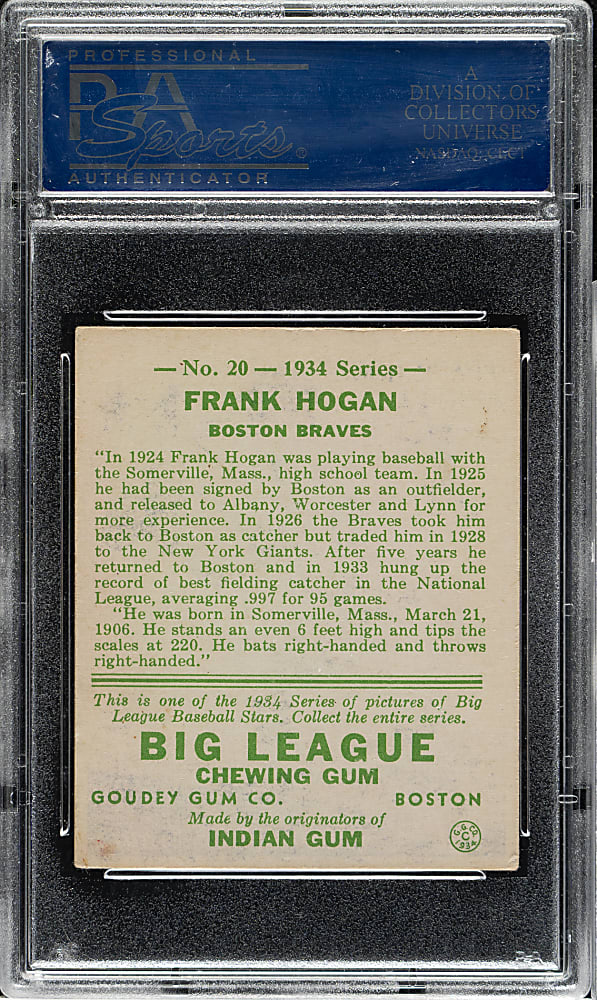 PROFESSIONAL
PSA
Sports®
AUTHENTICATOR
A
DIVISION OF
COLLECTORS
UNIVERSE
NASDAQ: CLCT
— No. 20 — 1934 Series —
FRANK HOGAN
BOSTON BRAVES
"In 1924 Frank Hogan was playing baseball with
the Somerville, Mass., high school team. In 1925
he had been signed by Boston as an outfielder,
and released to Albany, Worcester and Lynn for
more experience. In 1926 the Braves took him
back to Boston as catcher but traded him in 1928
to the New York Giants. After five years he
returned to Boston and in 1933 hung up the
record of best fielding catcher in the National
League, averaging .997 for 95 games.
"He was born in Somerville, Mass., March 21,
1906. He stands an even 6 feet high and tips the
scales at 220. He bats right-handed and throws
right-handed."
This is one of the 1934 Series of pictures of Big
League Baseball Stars. Collect the entire series.
BIG LEAGUE
CHEWING GUM
GOUDEY GUM CO. BOSTON
Made by the originators of
INDIAN GUM
G. G. CO.
C
1934
PSA